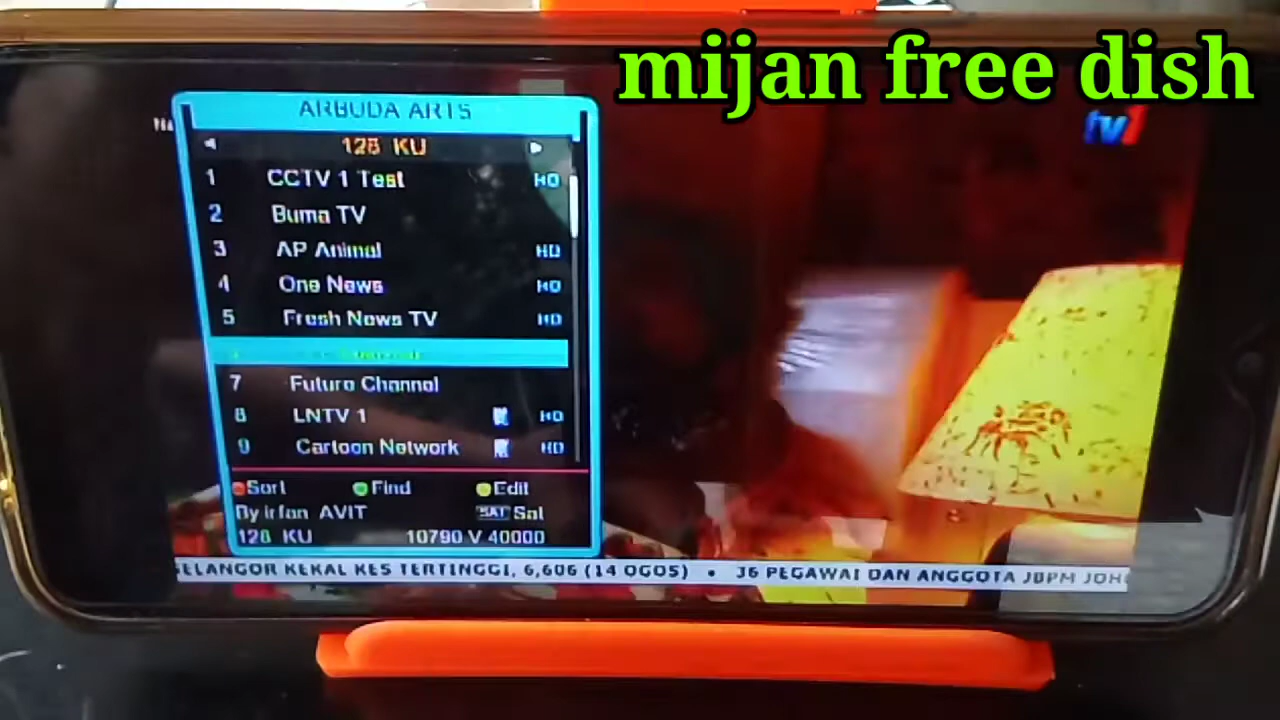 mijan free dish
tv1
ARBUDA ARTS
128 KU
1 CCTV 1 Test HD
2 Buma TV
3 AP Animal HD
4 One News HD
5 Fresh News TV HD
7 Future Channel
8 LNTV 1 HD
9 Cartoon Network HD
Sort Find Edit
By irfan AVIT SAT Sat
128 KU 10790 V 40000
SELANGOR KEKAL KES TERTINGGI, 6,606 (14 OGOS) • 36 PEGAWAI DAN ANGGOTA JBPM